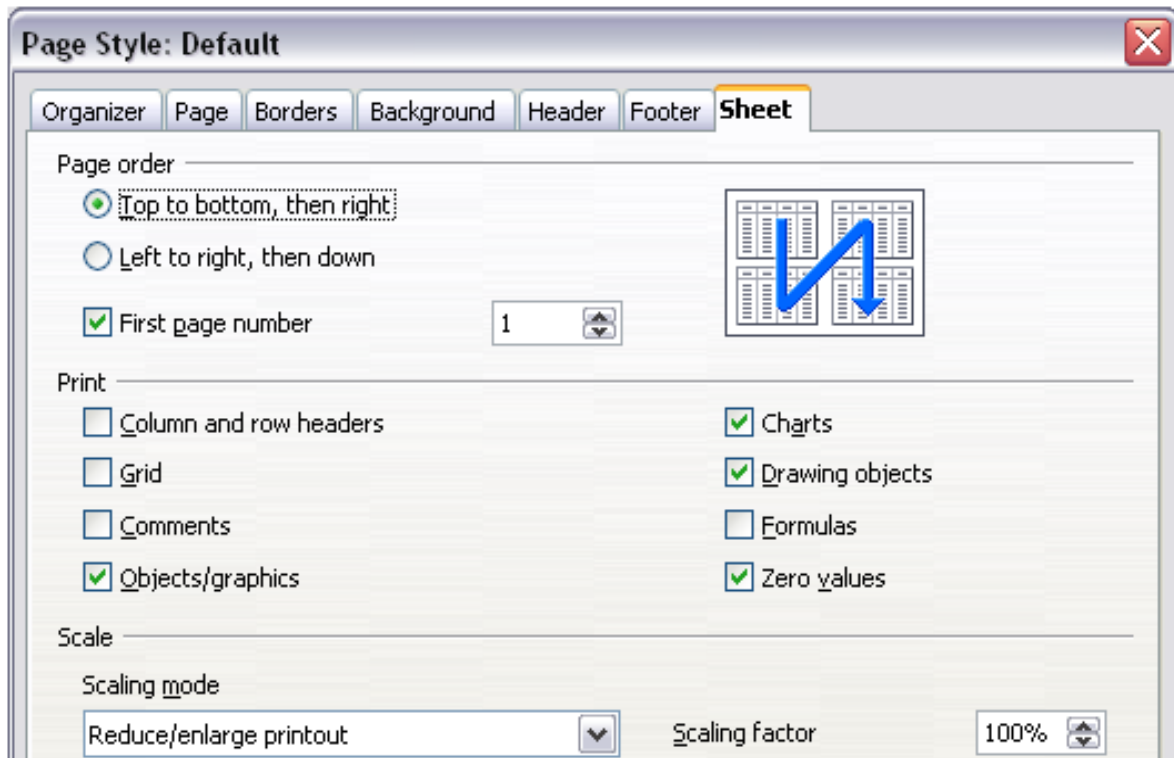 Page Style: Default
Organizer Page Borders Background Header Footer Sheet
Page order
Top to bottom, then right
Left to right, then down
First page number 1
Print
Column and row headers Charts
Grid Drawing objects
Comments Formulas
Objects/graphics Zero values
Scale
Scaling mode
Reduce/enlarge printout Scaling factor 100%